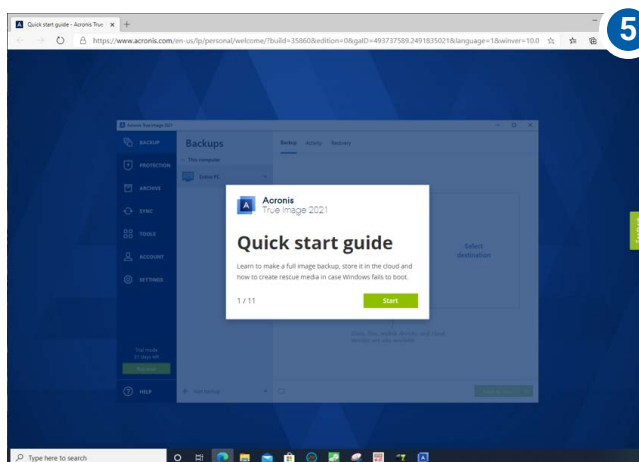 Quick start guide - Acronis True
5
https://www.acronis.com/en-us/lp/personal/welcome/?build=35860&edition=0&gaID=493737589.2491835021&language=1&winver=10.0
Acronis True Image 2021
BACKUP
Backups
Backup Activity Recovery
This computer
PROTECTION
Entire PC
ARCHIVE
Acronis
True Image 2021
SYNC
TOOLS
Quick start guide
Select
destination
ACCOUNT
Learn to make a full image backup, store it in the cloud and
how to create rescue media in case Windows fails to boot.
SETTINGS
1 / 11
Start
Trial mode
days left
HELP
Type here to search